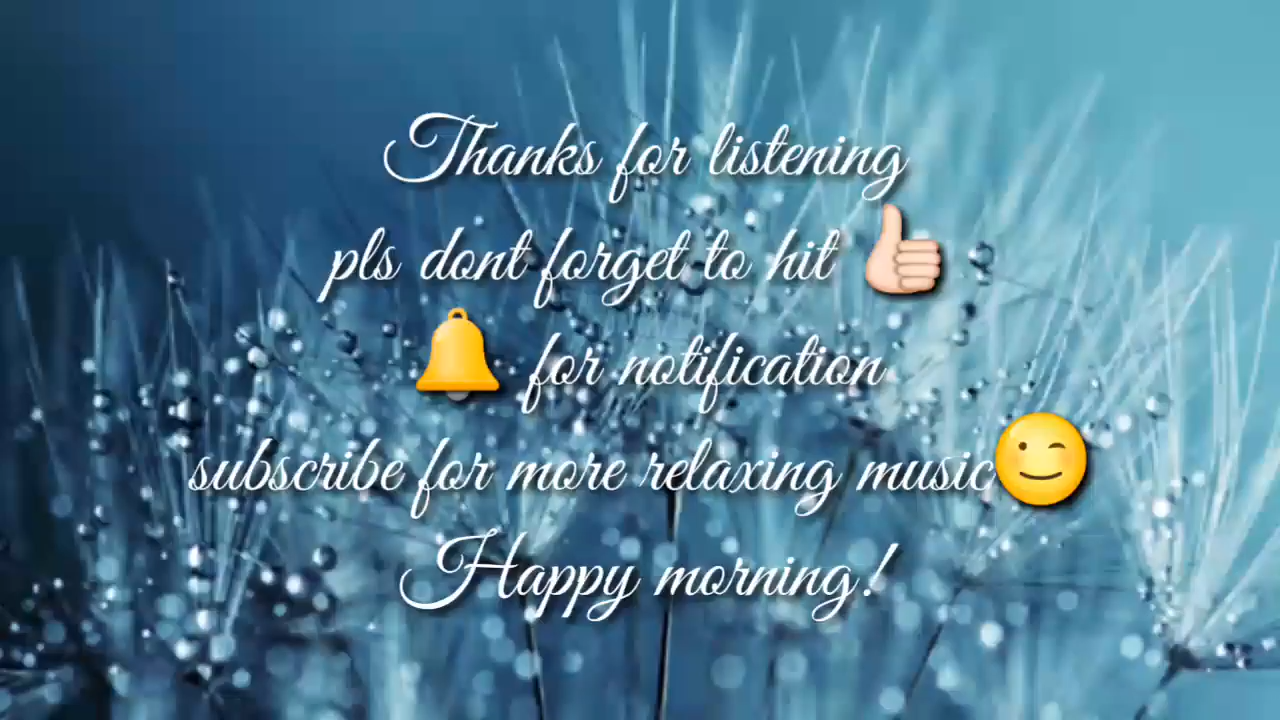 Thanks for listening
pls dont forget to hit 👍🏻
🔔 for notification
subscribe for more relaxing music😉
Happy morning!